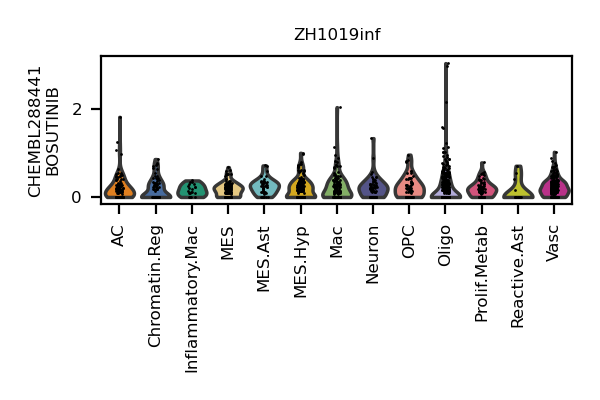 ZH1019inf
CHEMBL288441
BOSUTINIB
2
0
AC
Chromatin.Reg
Inflammatory.Mac
MES
MES.Ast
MES.Hyp
Mac
Neuron
OPC
Oligo
Prolif.Metab
Reactive.Ast
Vasc